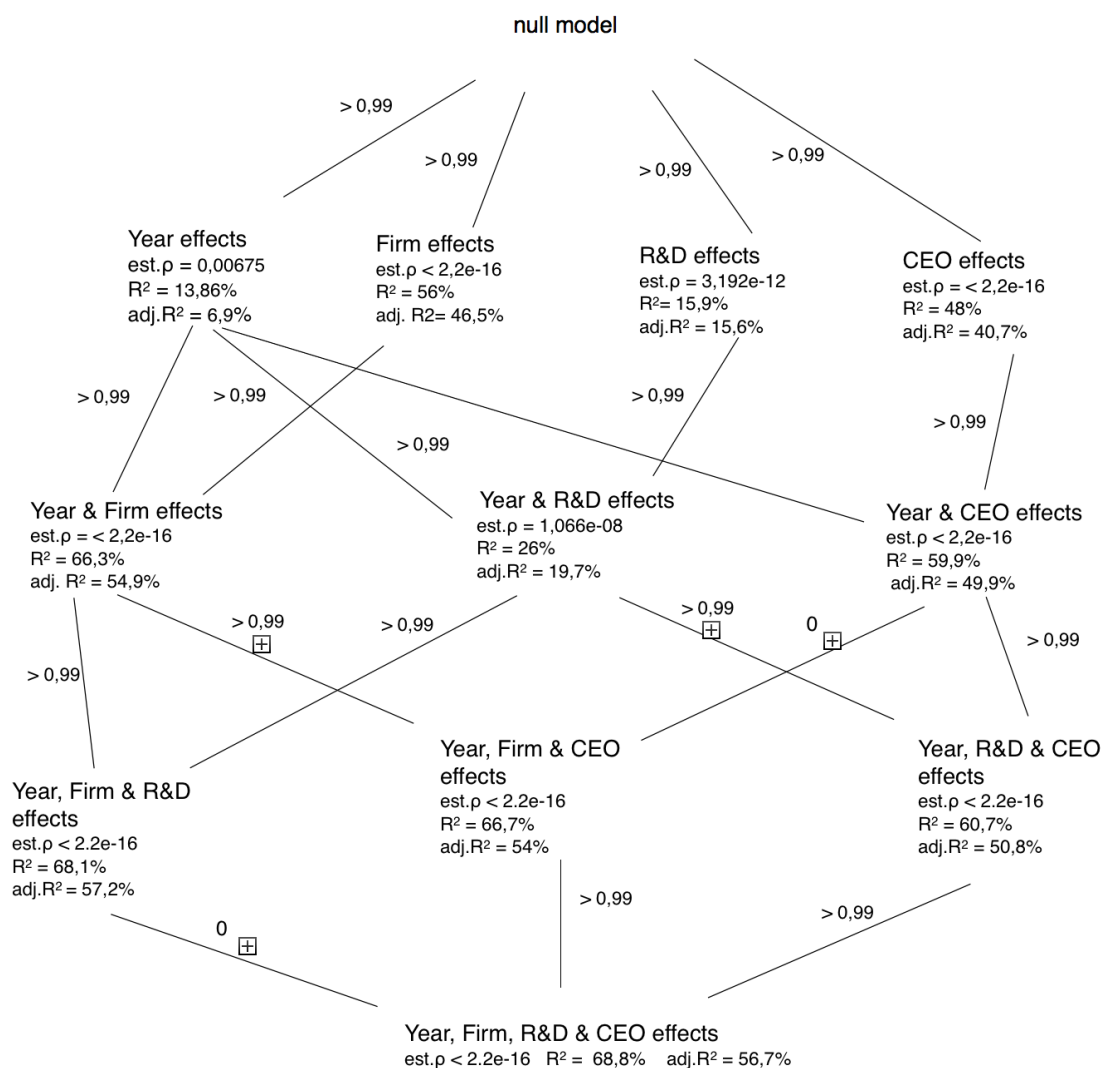 null model
> 0,99
> 0,99
> 0,99
> 0,99
Year effects
est.ρ = 0,00675
R² = 13,86%
adj.R² = 6,9%
Firm effects
est.ρ < 2,2e-16
R² = 56%
adj. R2= 46,5%
R&D effects
est.ρ = 3,192e-12
R²= 15,9%
adj.R² = 15,6%
CEO effects
est.ρ = < 2,2e-16
R² = 48%
adj.R² = 40,7%
> 0,99
> 0,99
> 0,99
> 0,99
> 0,99
Year & Firm effects
est.ρ = < 2,2e-16
R² = 66,3%
adj. R² = 54,9%
Year & R&D effects
est.ρ = 1,066e-08
R² = 26%
adj.R² = 19,7%
Year & CEO effects
est.ρ < 2,2e-16
R² = 59,9%
adj.R² = 49,9%
> 0,99
> 0,99
> 0,99
> 0,99
0
> 0,99
Year, Firm & R&D
effects
est.ρ < 2.2e-16
R² = 68,1%
adj.R² = 57,2%
Year, Firm & CEO
effects
est.ρ < 2.2e-16
R² = 66,7%
adj.R² = 54%
Year, R&D & CEO
effects
est.ρ < 2.2e-16
R² = 60,7%
adj.R² = 50,8%
0
> 0,99
> 0,99
Year, Firm, R&D & CEO effects
est.ρ < 2.2e-16 R² = 68,8% adj.R² = 56,7%